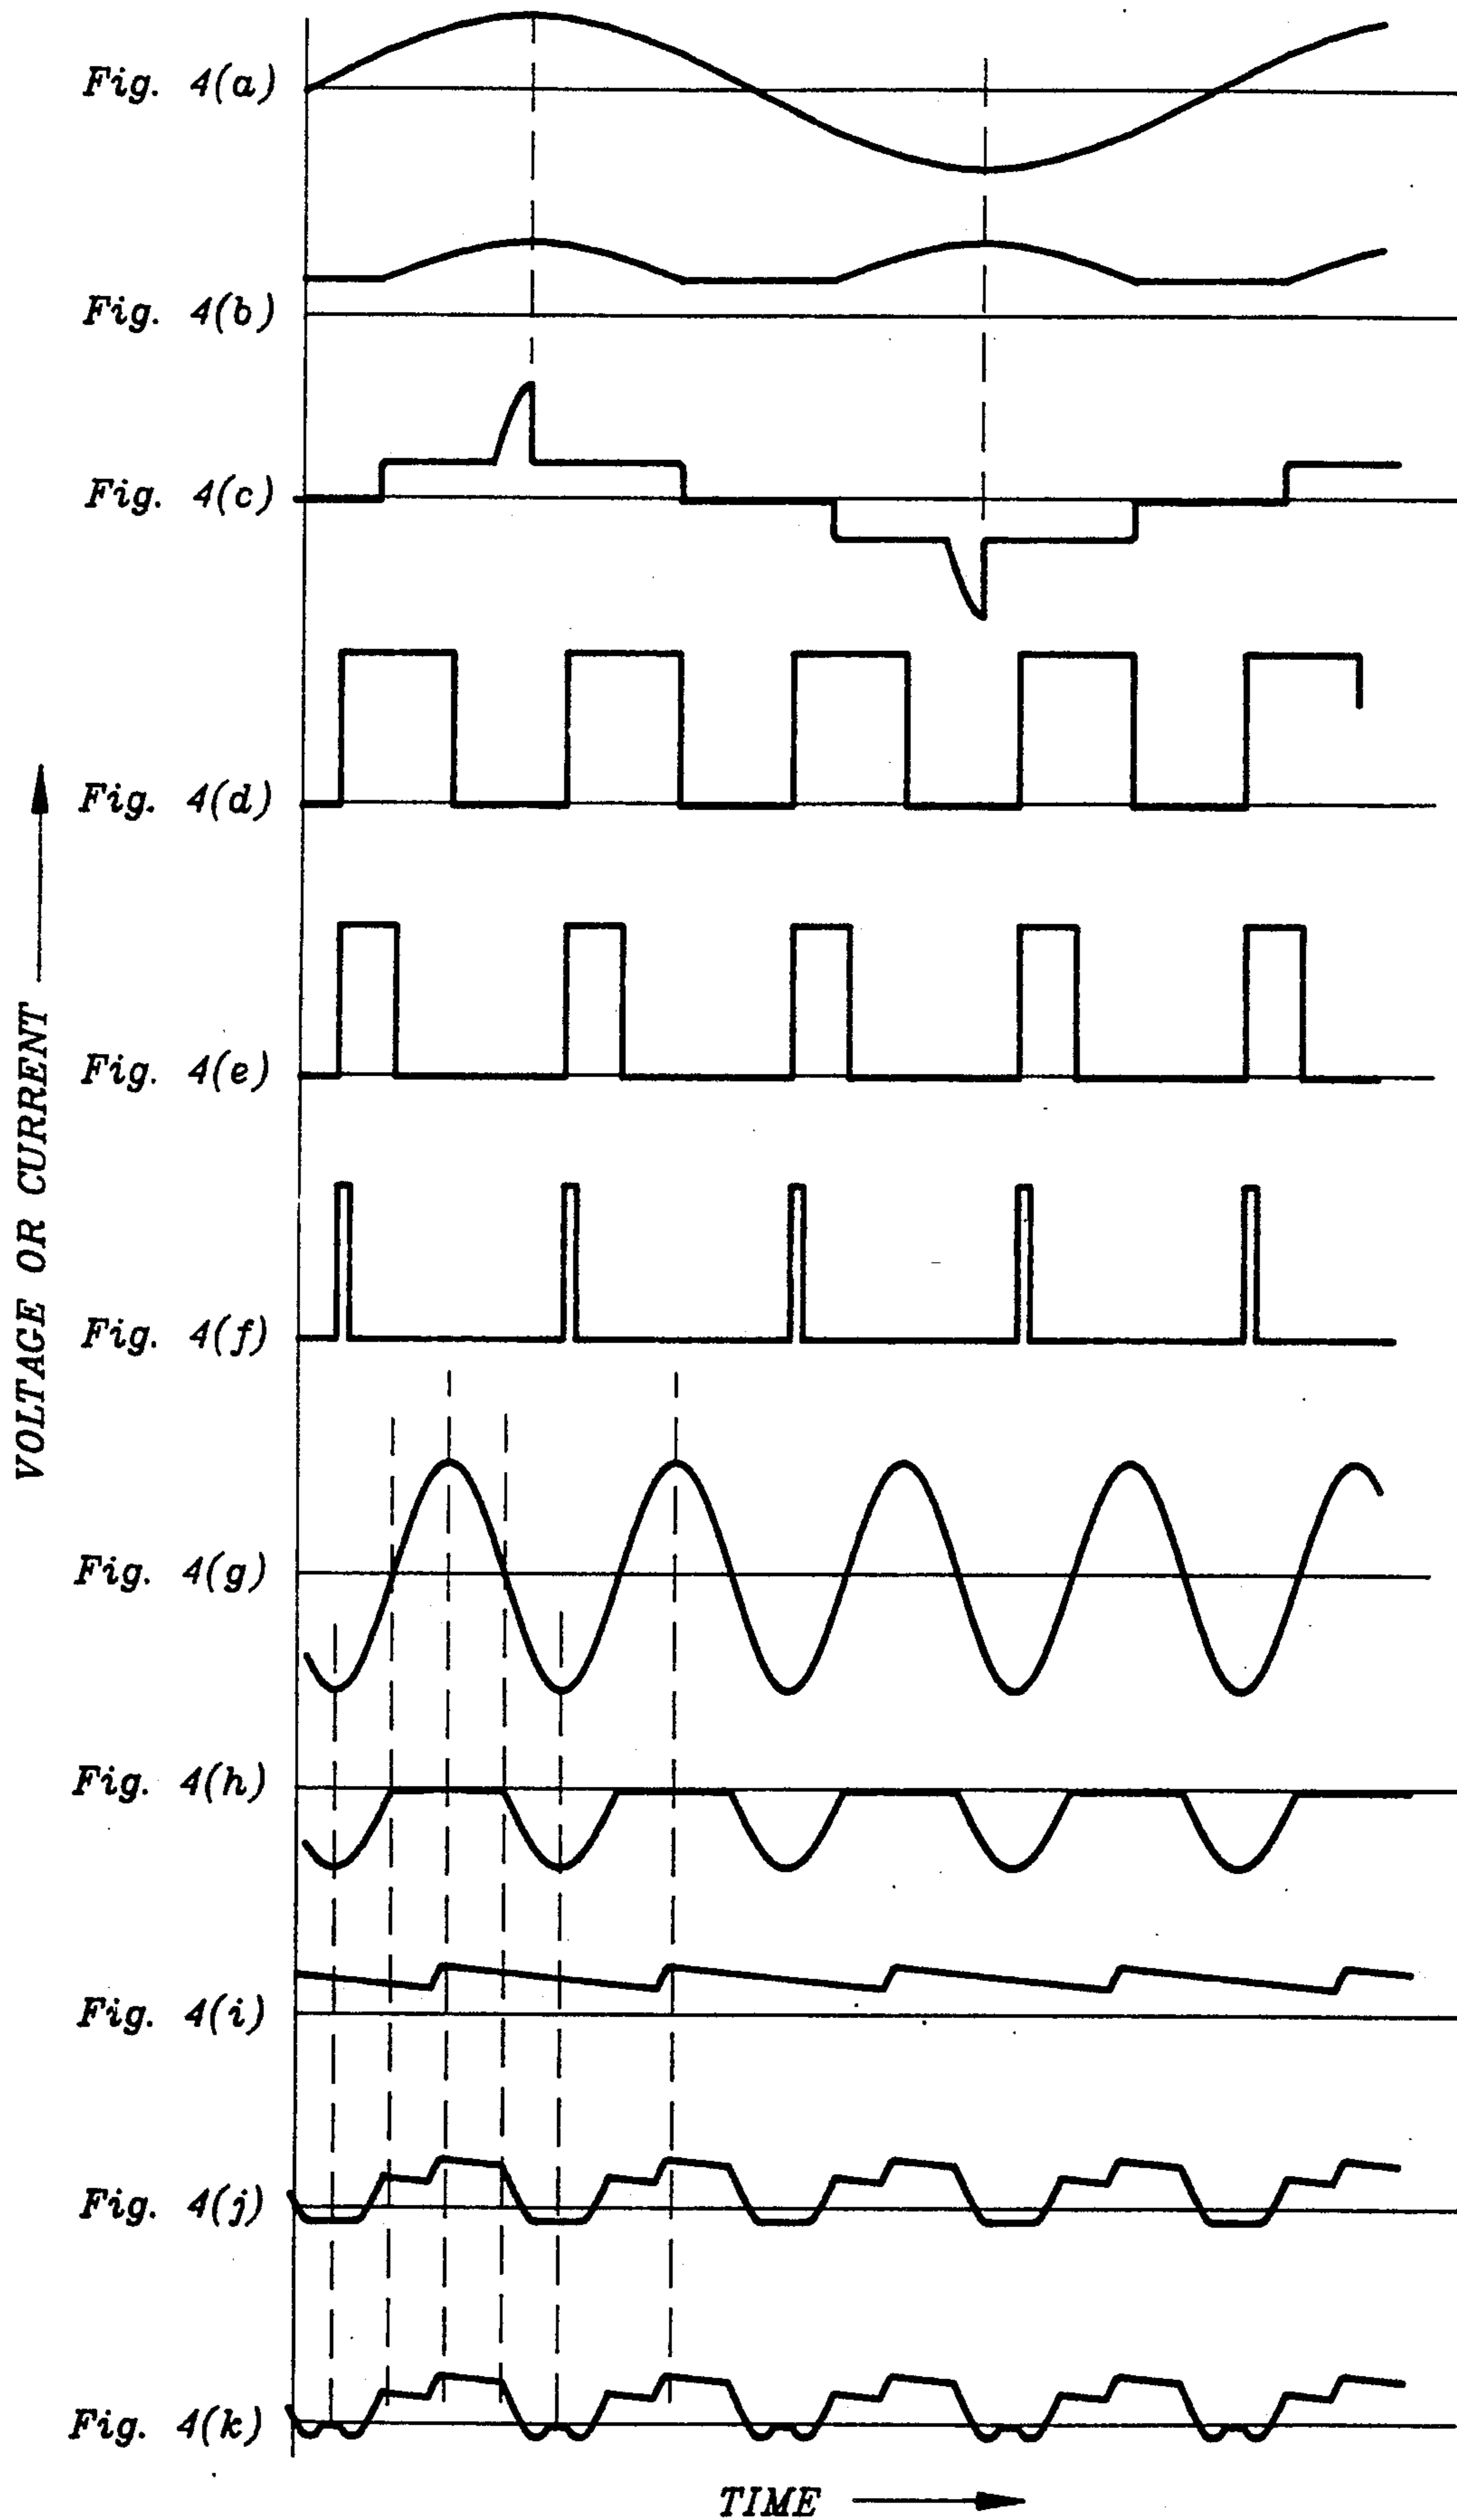 Fig. 4(a)
Fig. 4(b)
Fig. 4(c)
Fig. 4(d)
Fig. 4(e)
Fig. 4(f)
Fig. 4(g)
Fig. 4(h)
Fig. 4(i)
Fig. 4(j)
Fig. 4(k)
VOLTAGE OR CURRENT
TIME